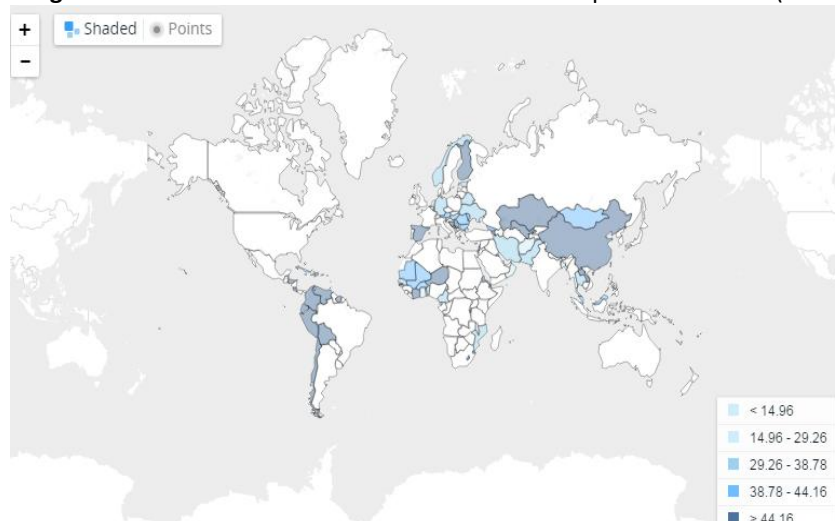 +
Shaded Points
−
< 14.96
14.96 - 29.26
29.26 - 38.78
38.78 - 44.16
> 44.16